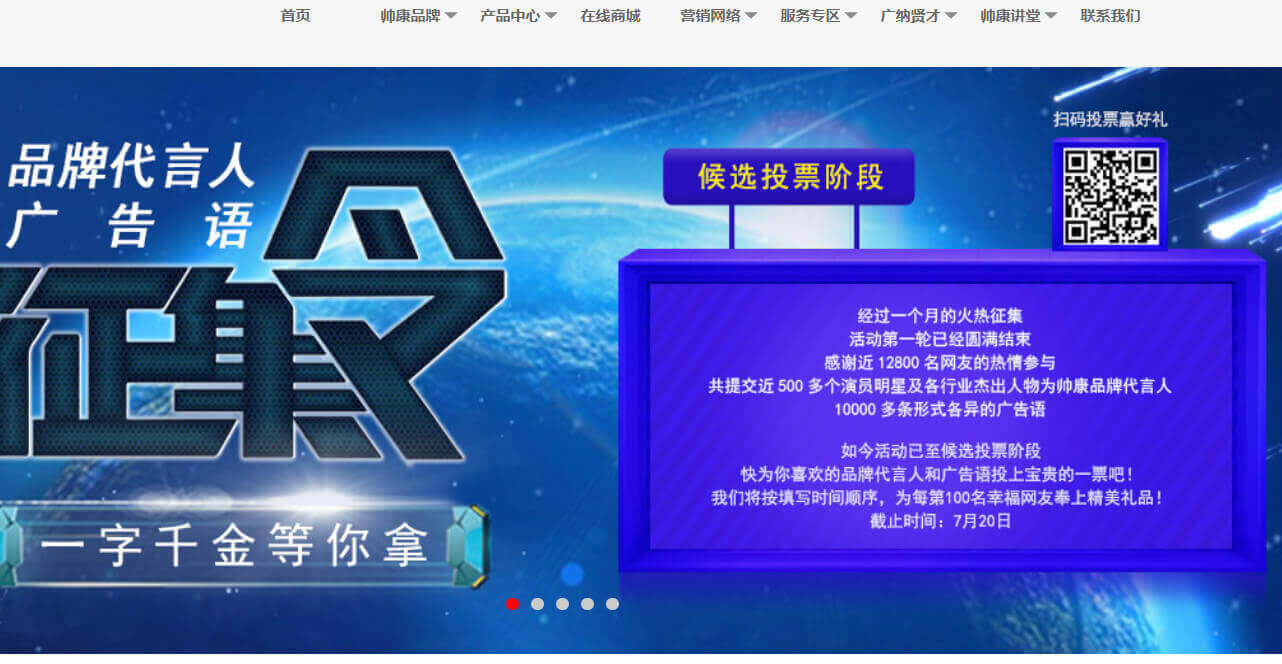 首页 帅康品牌 产品中心 在线商城 营销网络 服务专区 广纳贤才 帅康讲堂 联系我们
品牌代言人
广告语
征集令
一字千金等你拿
扫码投票赢好礼
候选投票阶段
经过一个月的火热征集
活动第一轮已经圆满结束
感谢近 12800 名网友的热情参与
共提交近 500 多个演员明星及各行业杰出人物为帅康品牌代言人
10000 多条形式各异的广告语
如今活动已至候选投票阶段
快为你喜欢的品牌代言人和广告语投上宝贵的一票吧！
我们将按填写时间顺序，为每第100名幸福网友奉上精美礼品！
截止时间：7月20日